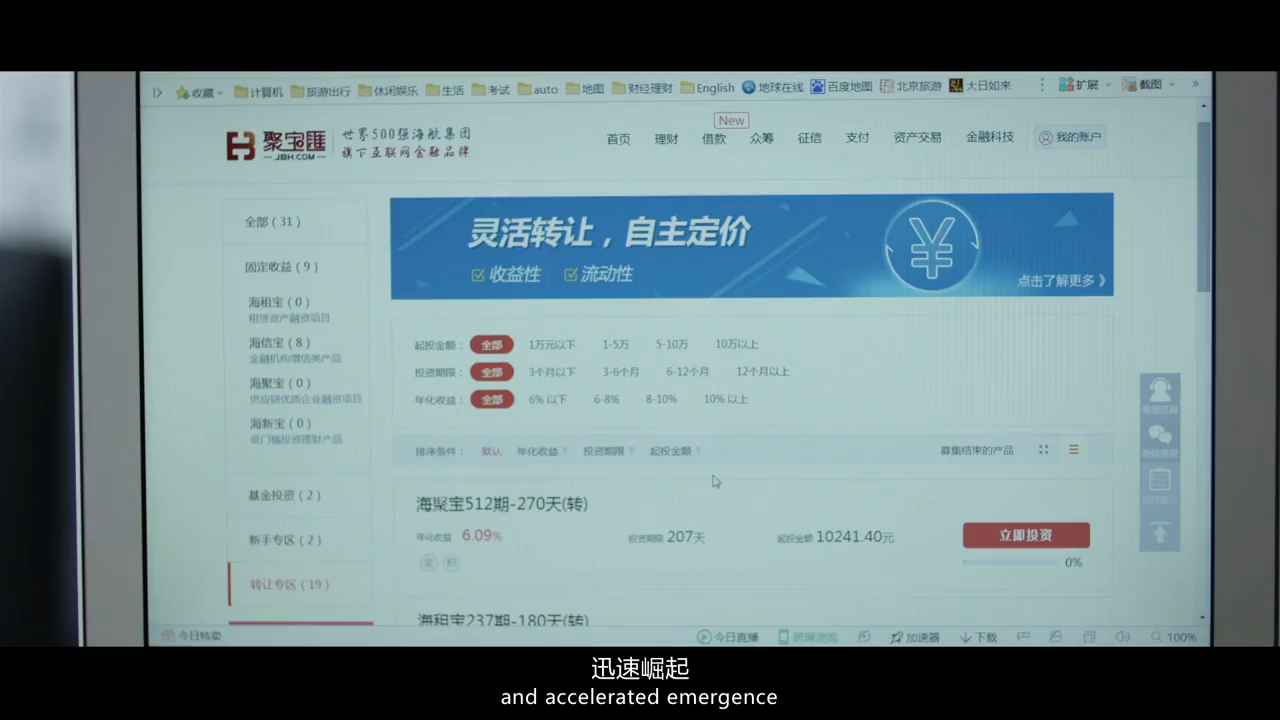 收藏 计算机 旅游出行 休闲娱乐 生活 考试 auto 地图 财经理财 English 地球在线 百度地图 北京旅游 大日如来 扩展 截图
聚宝匯
JBH.COM
世界500强海航集团
旗下互联网金融品牌
New
首页 理财 借款 众筹 征信 支付 资产交易 金融科技 我的账户
全部 ( 31 )
固定收益 ( 9 )
海租宝 ( 0 )
租赁资产融资项目
海信宝 ( 8 )
金融机构增信类产品
海聚宝 ( 0 )
供应链优质企业融资项目
海新宝 ( 0 )
低门槛投资理财产品
基金投资 ( 2 )
新手专区 ( 2 )
转让专区 ( 19 )
灵活转让，自主定价
收益性 流动性
¥
点击了解更多 》
起投金额： 全部 1万元以下 1-5万 5-10万 10万以上
投资期限： 全部 3个月以下 3-6个月 6-12个月 12个月以上
年化收益： 全部 6% 以下 6-8% 8-10% 10% 以上
排序条件： 默认 年化收益 投资期限 起投金额 募集结束的产品
海聚宝512期-270天(转)
年化收益 6.09% 投资期限 207天 起投金额 10241.40元 立即投资
0%
海租宝237期-180天(转)
今日特卖 今日直播 跨屏浏览 加速器 下载 100%
迅速崛起
and accelerated emergence